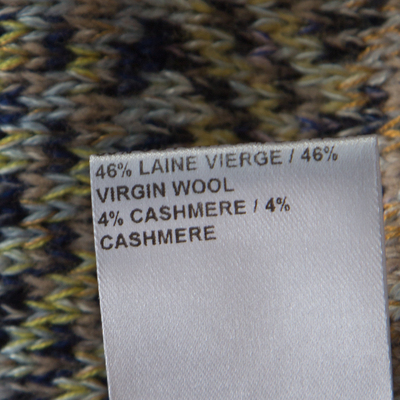 46% LAINE VIERGE / 46%
VIRGIN WOOL
4% CASHMERE / 4%
CASHMERE